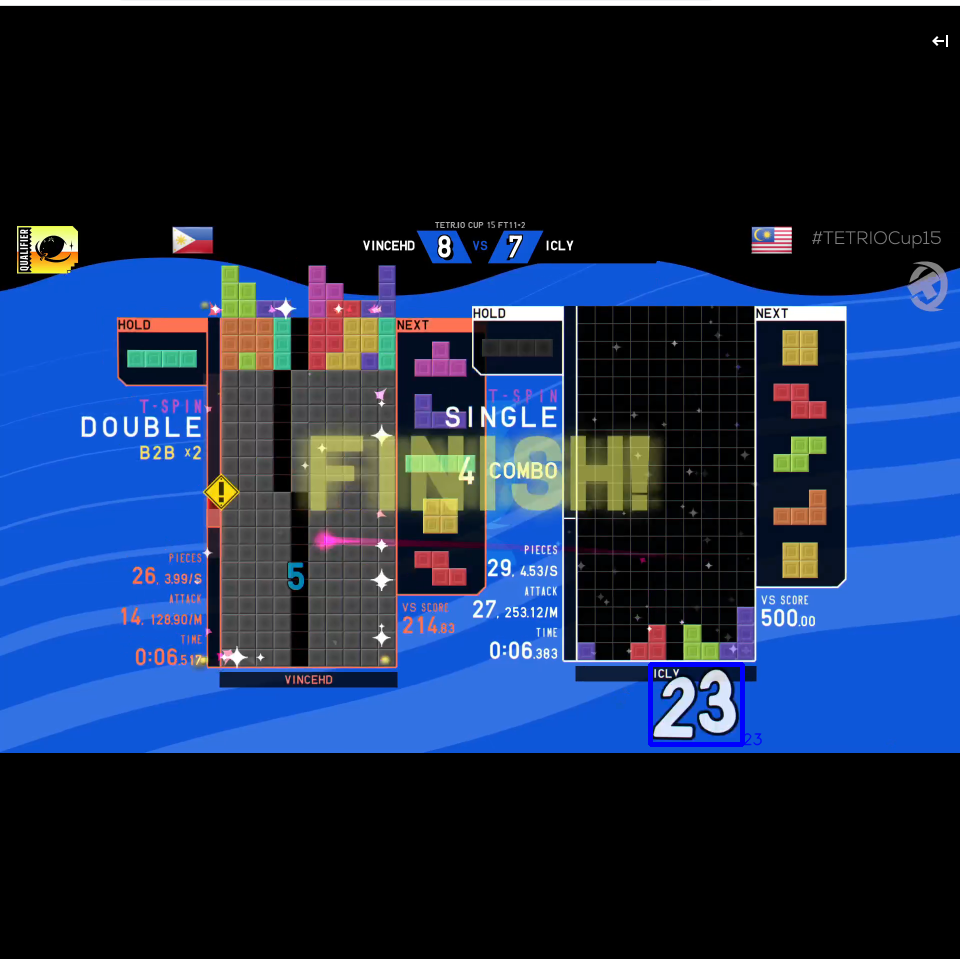 TETR.IO CUP 15 FT11·2
QUALIFIER
VINCEHD 8 VS 7 ICLY
#TETRIOCup15
HOLD
NEXT
HOLD
NEXT
T-SPIN
DOUBLE
B2B x2
T-SPIN
SINGLE
4 COMBO
FINISH!
!
5
PIECES
26, 3.99/S
ATTACK
14, 128.90/M
TIME
0:06.517
VS SCORE
214.83
PIECES
29, 4.53/S
ATTACK
27, 253.12/M
TIME
0:06.383
VS SCORE
500.00
VINCEHD
ICLY
23
23